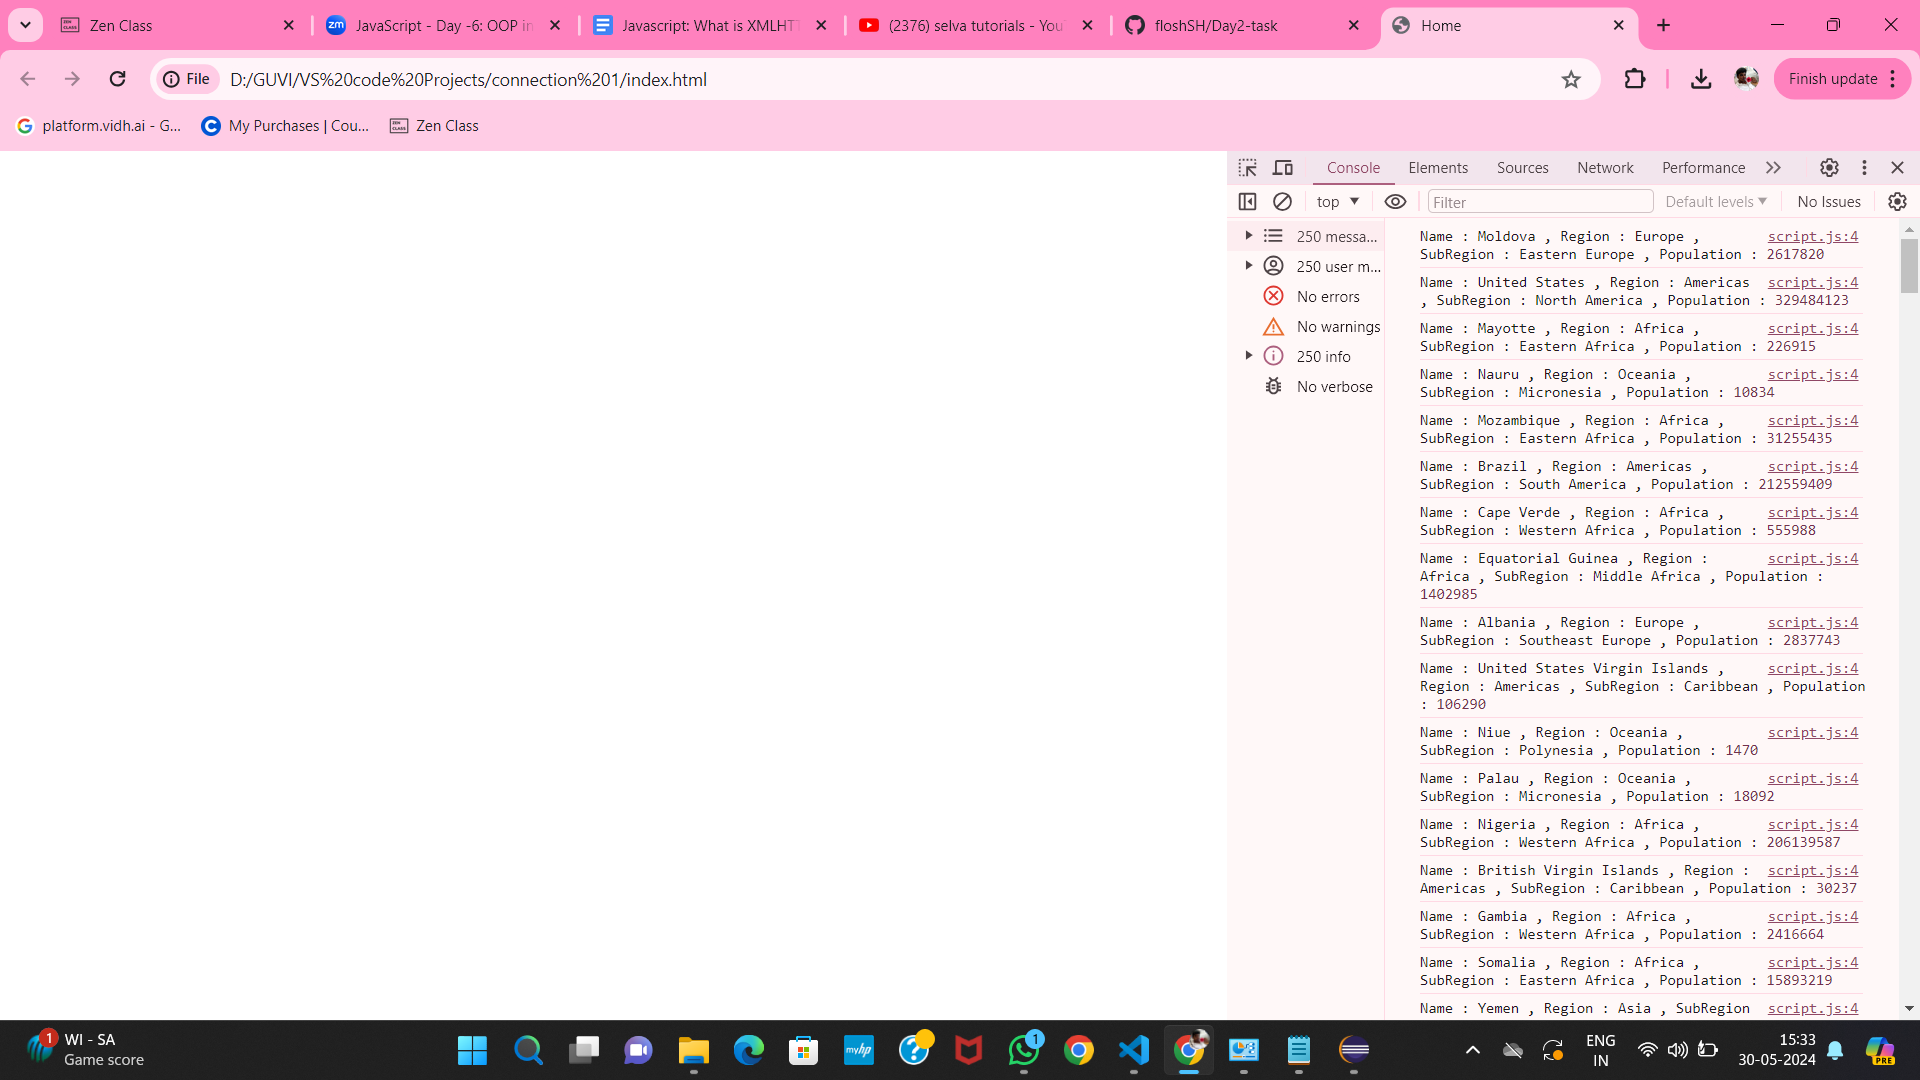 Zen Class
JavaScript - Day -6: OOP in
Javascript: What is XMLHTT
(2376) selva tutorials - You
floshSH/Day2-task
Home
File
D:/GUVI/VS%20code%20Projects/connection%201/index.html
Finish update
platform.vidh.ai - G...
My Purchases | Cou...
Zen Class
Console Elements Sources Network Performance
top
Filter
Default levels
No Issues
250 messa...
250 user m...
No errors
No warnings
250 info
No verbose
Name : Moldova , Region : Europe , script.js:4
SubRegion : Eastern Europe , Population : 2617820
Name : United States , Region : Americas script.js:4
, SubRegion : North America , Population : 329484123
Name : Mayotte , Region : Africa , script.js:4
SubRegion : Eastern Africa , Population : 226915
Name : Nauru , Region : Oceania , script.js:4
SubRegion : Micronesia , Population : 10834
Name : Mozambique , Region : Africa , script.js:4
SubRegion : Eastern Africa , Population : 31255435
Name : Brazil , Region : Americas , script.js:4
SubRegion : South America , Population : 212559409
Name : Cape Verde , Region : Africa , script.js:4
SubRegion : Western Africa , Population : 555988
Name : Equatorial Guinea , Region : script.js:4
Africa , SubRegion : Middle Africa , Population :
1402985
Name : Albania , Region : Europe , script.js:4
SubRegion : Southeast Europe , Population : 2837743
Name : United States Virgin Islands , script.js:4
Region : Americas , SubRegion : Caribbean , Population
: 106290
Name : Niue , Region : Oceania , script.js:4
SubRegion : Polynesia , Population : 1470
Name : Palau , Region : Oceania , script.js:4
SubRegion : Micronesia , Population : 18092
Name : Nigeria , Region : Africa , script.js:4
SubRegion : Western Africa , Population : 206139587
Name : British Virgin Islands , Region : script.js:4
Americas , SubRegion : Caribbean , Population : 30237
Name : Gambia , Region : Africa , script.js:4
SubRegion : Western Africa , Population : 2416664
Name : Somalia , Region : Africa , script.js:4
SubRegion : Eastern Africa , Population : 15893219
Name : Yemen , Region : Asia , SubRegion script.js:4
1
WI - SA
Game score
myhp
1
ENG
IN
15:33
30-05-2024
PRE